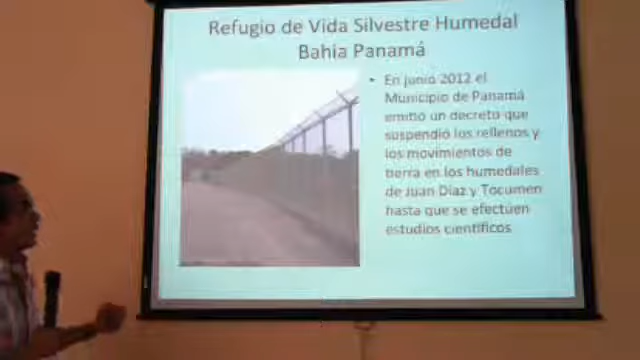 Refugio de Vida Silvestre Humedal
Bahia Panamá
• En junio 2012 el
Municipio de Panamá
emitió un decreto que
suspendió los rellenos y
los movimientos de
tierra en los humedales
de Juan Díaz y Tocumen
hasta que se efectúen
estudios científicos